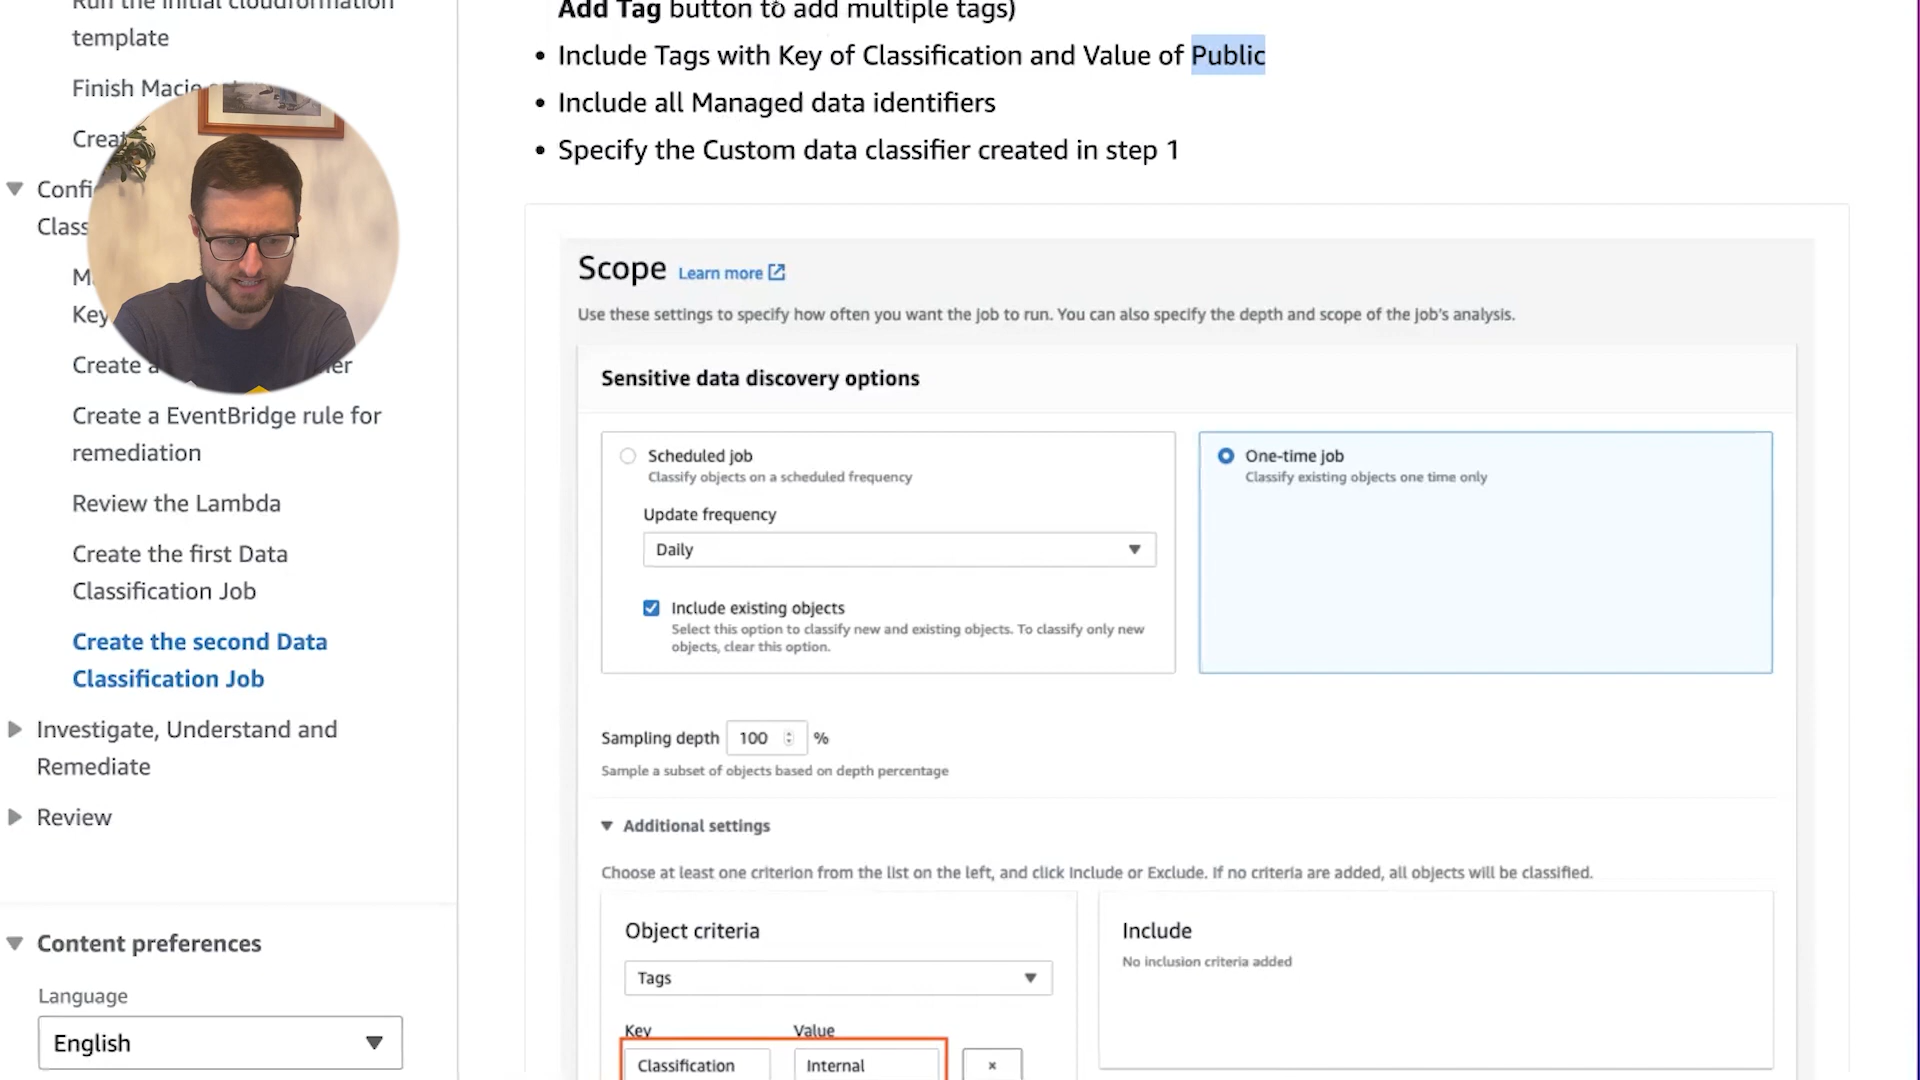 Run the initial cloudformation
template
Finish Macie
Creat
Confi
Class
M
Key
Create a
er
Create a EventBridge rule for
remediation
Review the Lambda
Create the first Data
Classification Job
Create the second Data
Classification Job
Investigate, Understand and
Remediate
Review
Content preferences
Language
English
Add Tag button to add multiple tags)
• Include Tags with Key of Classification and Value of Public
• Include all Managed data identifiers
• Specify the Custom data classifier created in step 1
Scope Learn more
Use these settings to specify how often you want the job to run. You can also specify the depth and scope of the job's analysis.
Sensitive data discovery options
Scheduled job
Classify objects on a scheduled frequency
Update frequency
Daily
Include existing objects
Select this option to classify new and existing objects. To classify only new
objects, clear this option.
One-time job
Classify existing objects one time only
Sampling depth 100 %
Sample a subset of objects based on depth percentage
Additional settings
Choose at least one criterion from the list on the left, and click Include or Exclude. If no criteria are added, all objects will be classified.
Object criteria
Tags
Key Value
Classification Internal ×
Include
No inclusion criteria added